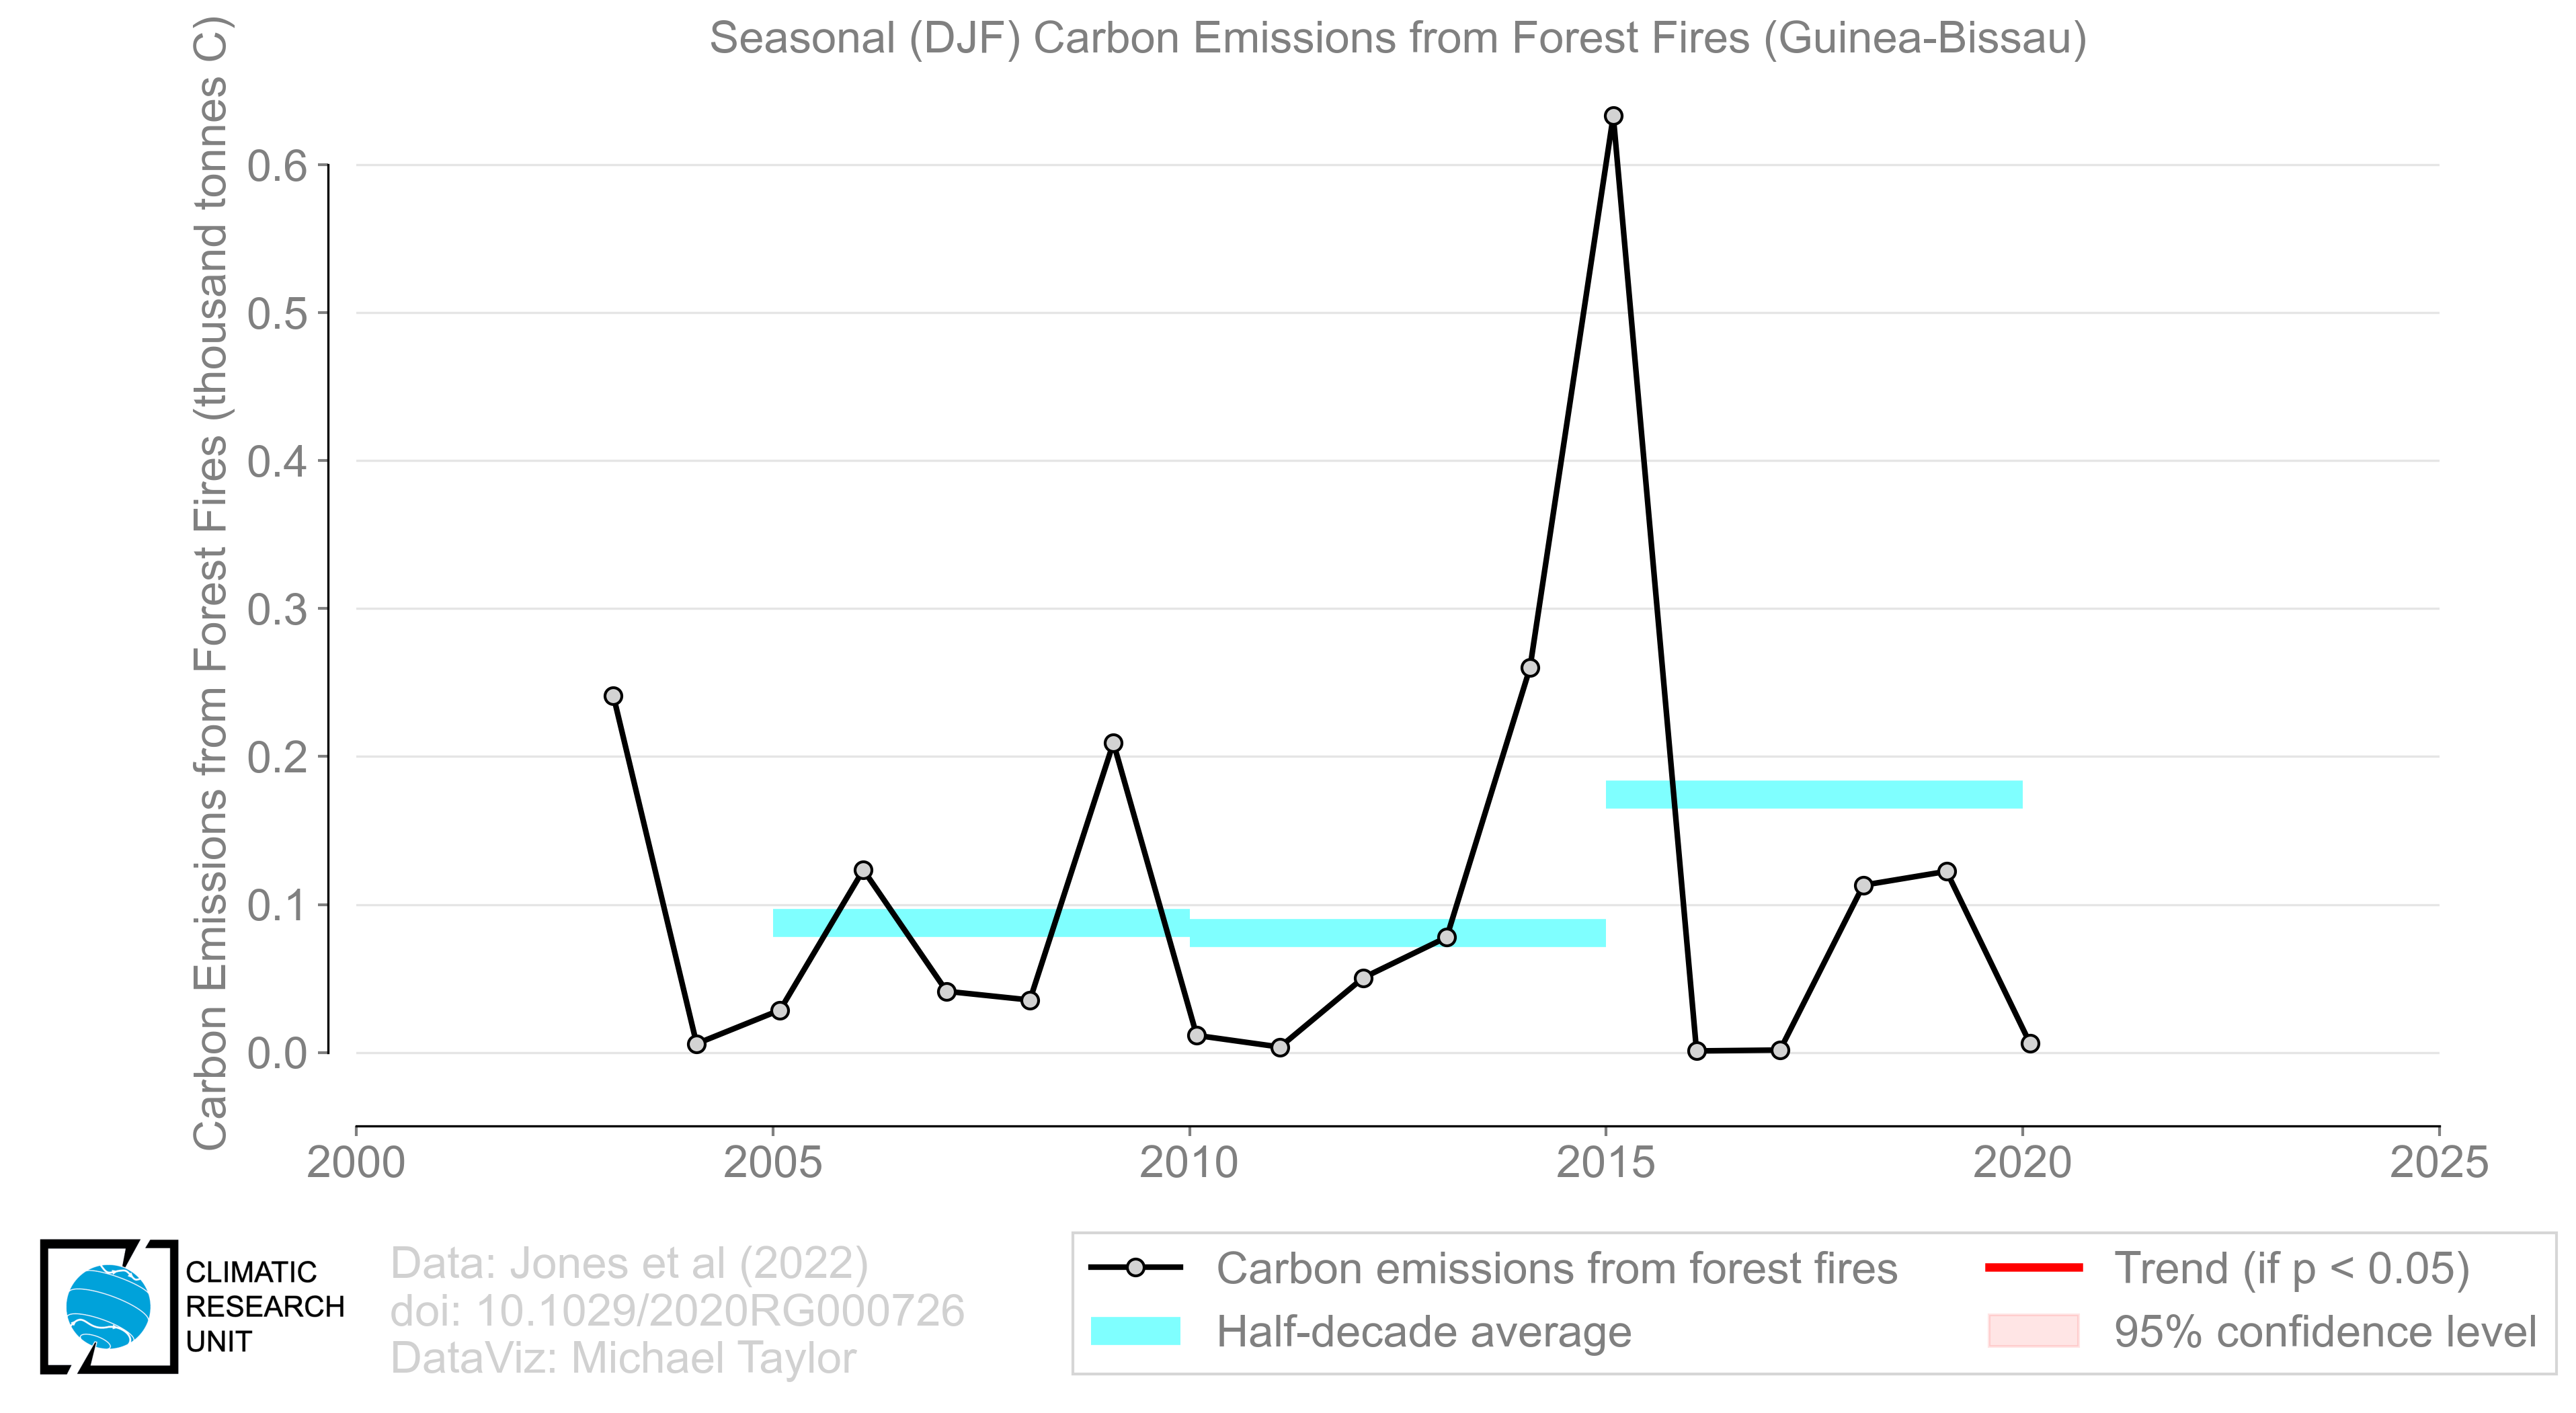 Seasonal (DJF) Carbon Emissions from Forest Fires (Guinea-Bissau)
Carbon Emissions from Forest Fires (thousand tonnes C)
0.6
0.5
0.4
0.3
0.2
0.1
0.0
2000 2005 2010 2015 2020 2025
CLIMATIC
RESEARCH
UNIT
Data: Jones et al (2022)
doi: 10.1029/2020RG000726
DataViz: Michael Taylor
Carbon emissions from forest fires
Half-decade average
Trend (if p < 0.05)
95% confidence level